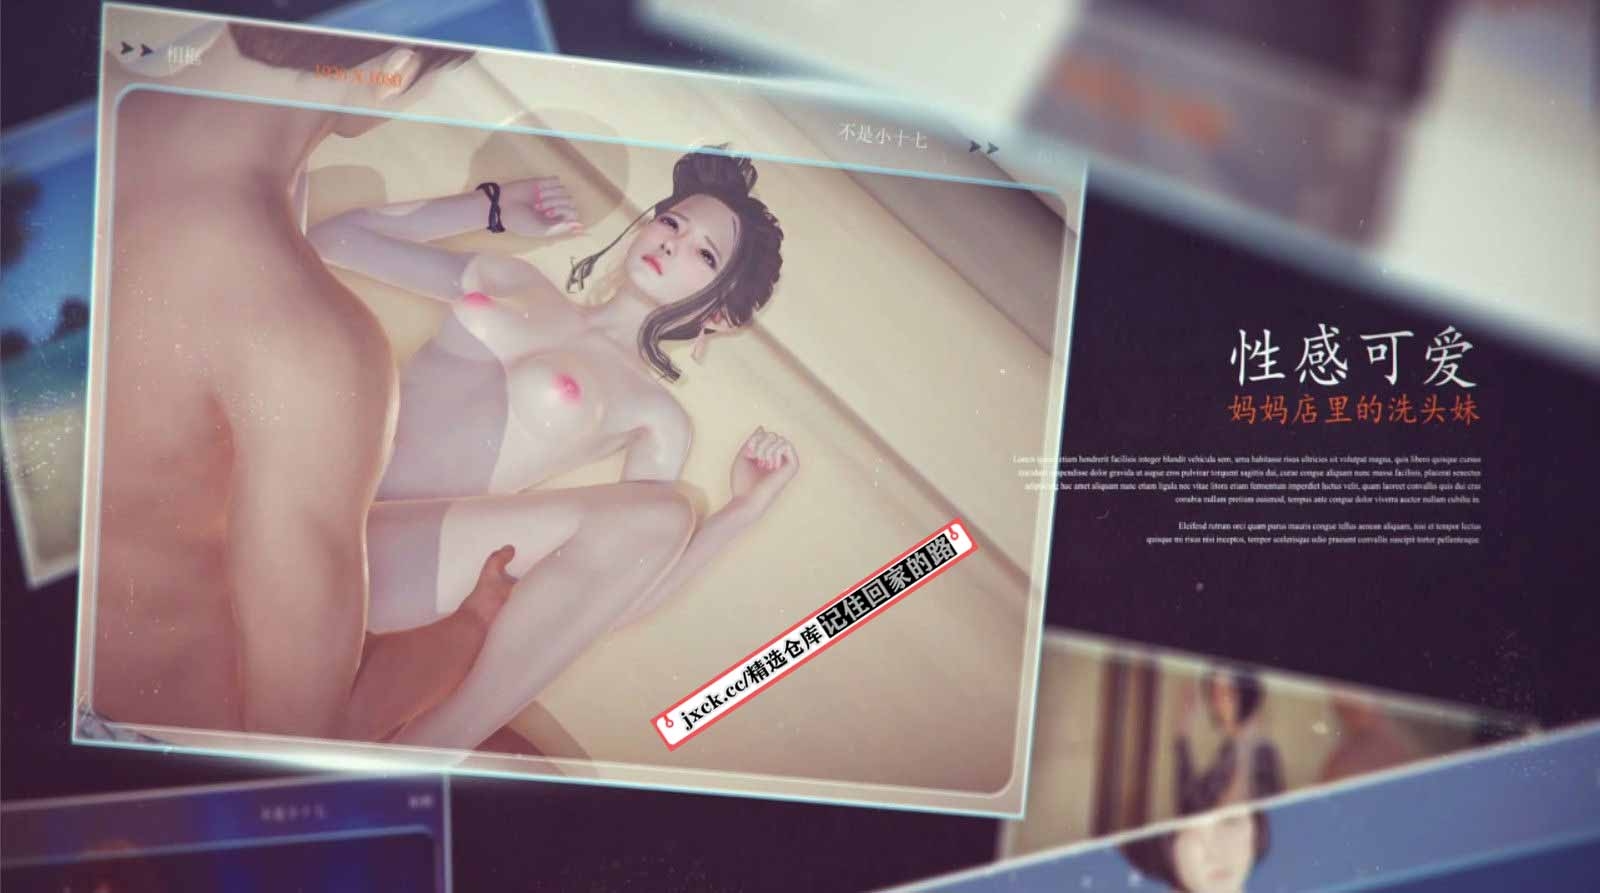 相框
1920 X 1080
不是小十七
性感可爱
妈妈店里的洗头妹
etiam hendrerit facilisis integer blandit vehicula sem, urna habitasse risus ultricies sit volutpat magna, quis libero quisque cursus
suspendisse dolor gravida ut augue eros pulvinar torquent sagittis dui, curae congue aliquam nunc massa facilisis, placerat senectus
adipiscing hac amet aliquam nunc etiam ligula nec vitae litora etiam fermentum imperdiet luctus velit, quam laoreet convallis quis dui cras
conubia nullam pretium euismod, tempus ante congue dolor viverra auctor nullam cubilia in.
Eleifend rutrum orci quam purus mauris congue tellus aenean aliquam, nisi et tempor lectus
quisque mi risus nisi inceptos, tempor scelerisque odio praesent convallis suscipit tortor pellentesque.
jxck.cc/精选仓库记住回家的路
不是小十七